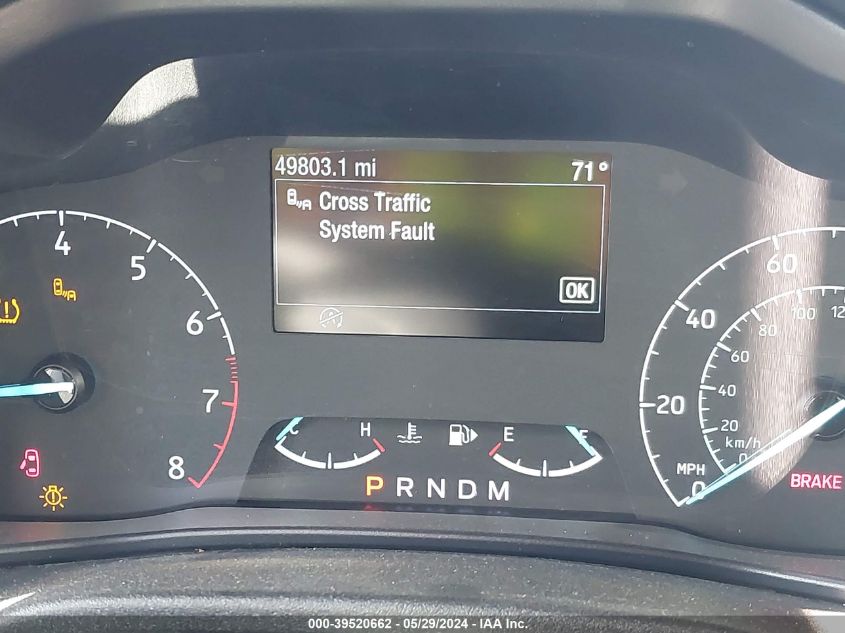 49803.1 mi 71°
Cross Traffic
System Fault
OK
4
5
6
7
8
C H E F
P R N D M
60
40
20
MPH
0
100 12
80
60
40
20
km/h
0
BRAKE
000-39520662 - 05/29/2024 - IAA Inc.